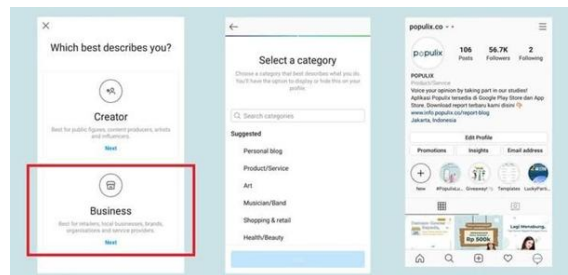 Which best describes you?
Creator
Best for public figures, content producers, artists
and influencers.
Next
Business
Best for retailers, local businesses, brands,
organisations and service providers.
Next
Select a category
Choose a category that best describes what you do.
You'll have the option to display or hide this on your
profile.
Search categories
Suggested
Personal blog
Product/Service
Art
Musician/Band
Shopping & retail
Health/Beauty
populix.co
populix
106
56.7K
2
Posts
Followers
Following
POPULIX
Product/Service
Voice your opinion by taking part in our studies!
Aplikasi Populix tersedia di Google Play Store dan App
Store. Download report terbaru kami disini
www.info.populix.co/report-blog
Jakarta, Indonesia
Edit Profile
Promotions
Insights
Email address
New
Giveaway!
Templates
Rp 500k
Lagi Menabung,